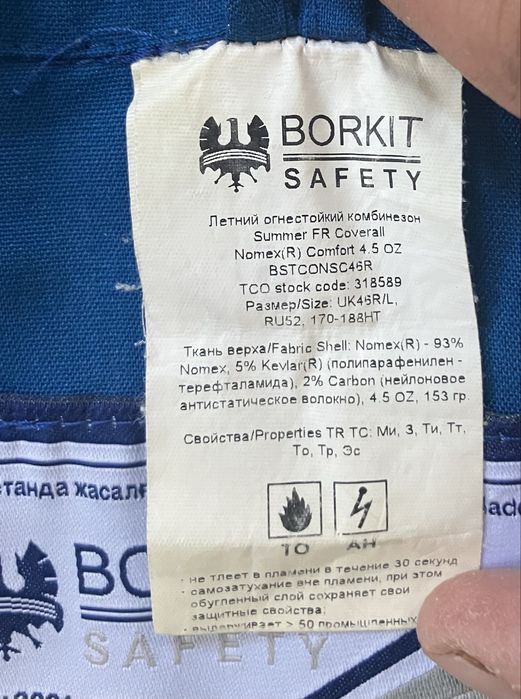 BORKIT
SAFETY
Летний огнестойкий комбинезон
Summer FR Coverall
Nomex(R) Comfort 4.5 OZ
BSTCONSC46R
TCO stock code: 318589
Размер/Size: UK46R/L,
RU52, 170-188HT
Ткань верха/Fabric Shell: Nomex(R) - 93%
Nomex, 5% Kevlar(R) (полипарафенилен -
терефталамида), 2% Carbon (нейлоновое
антистатическое волокно), 4.5 OZ, 153 гр.
Свойства/Properties TR TC: Ми, З, Ти, Тт,
То, Тр, Эс
ТО АН
· не тлеет в пламени в течение 30 секунд
· самозатухание вне пламени, при этом
обугленный слой сохраняет свои
защитные свойства;
· выдерживает > 50 промышленных
SAFETY